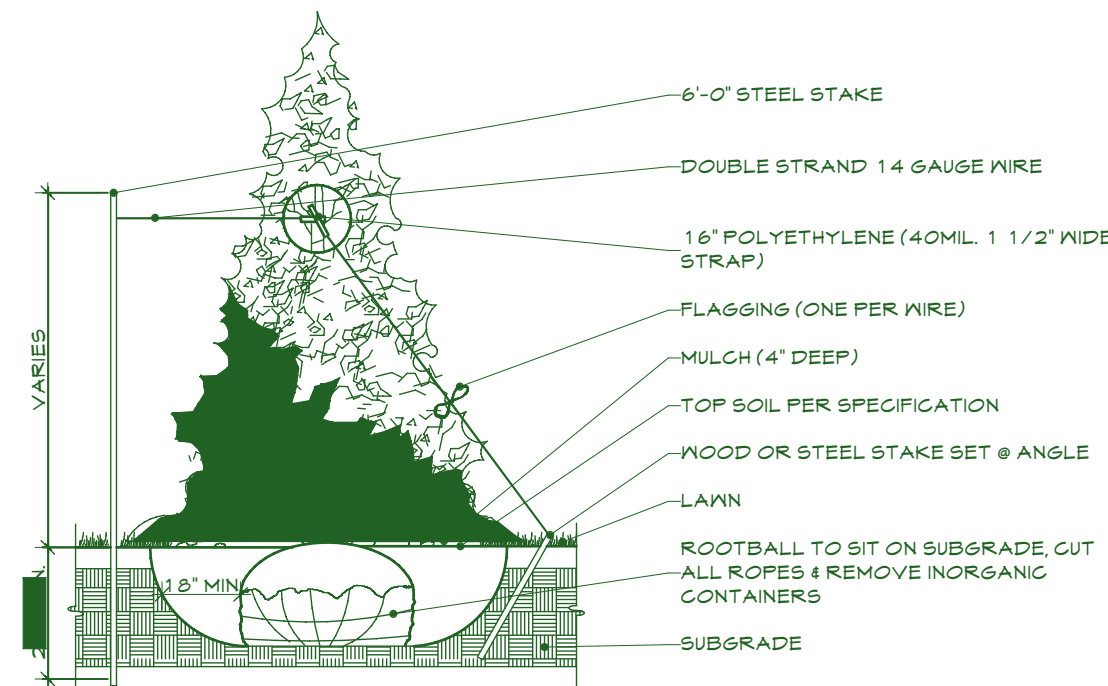 6'-0" STEEL STAKE
DOUBLE STRAND 14 GAUGE WIRE
16" POLYETHYLENE (40MIL. 1 1/2" WIDE
STRAP)
FLAGGING (ONE PER WIRE)
MULCH (4" DEEP)
TOP SOIL PER SPECIFICATION
WOOD OR STEEL STAKE SET @ ANGLE
LAWN
ROOTBALL TO SIT ON SUBGRADE, CUT
ALL ROPES & REMOVE INORGANIC
CONTAINERS
SUBGRADE
VARIES
18" MIN.